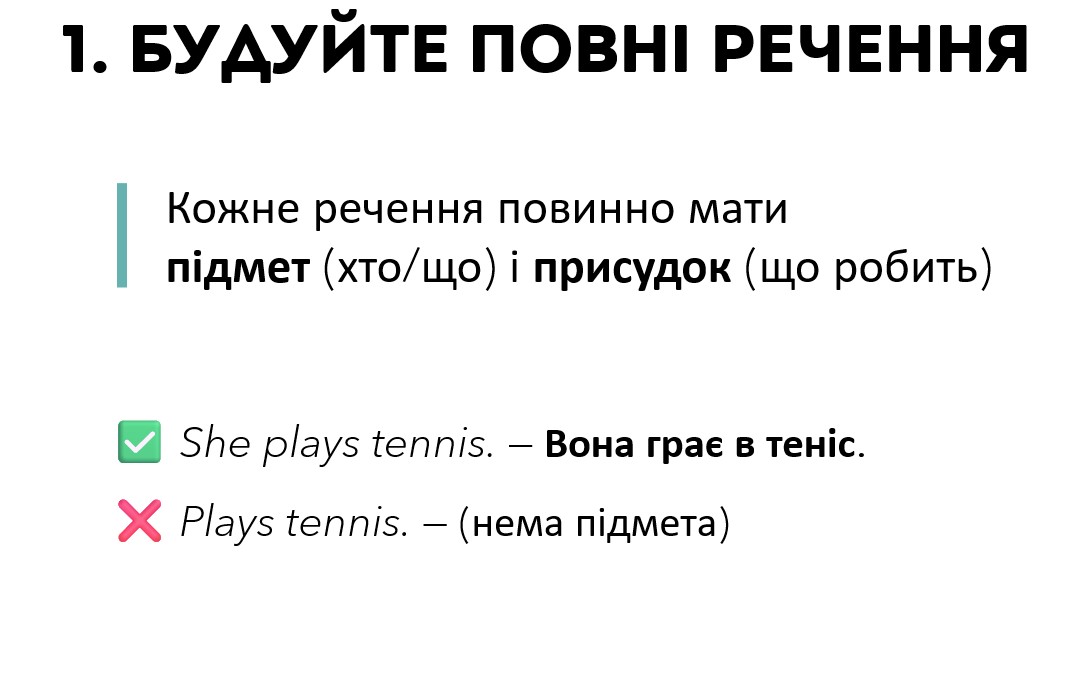 1. БУДУЙТЕ ПОВНІ РЕЧЕННЯ
Кожне речення повинно мати
підмет (хто/що) і присудок (що робить)
✅ She plays tennis. – Вона грає в теніс.
❌ Plays tennis. – (нема підмета)